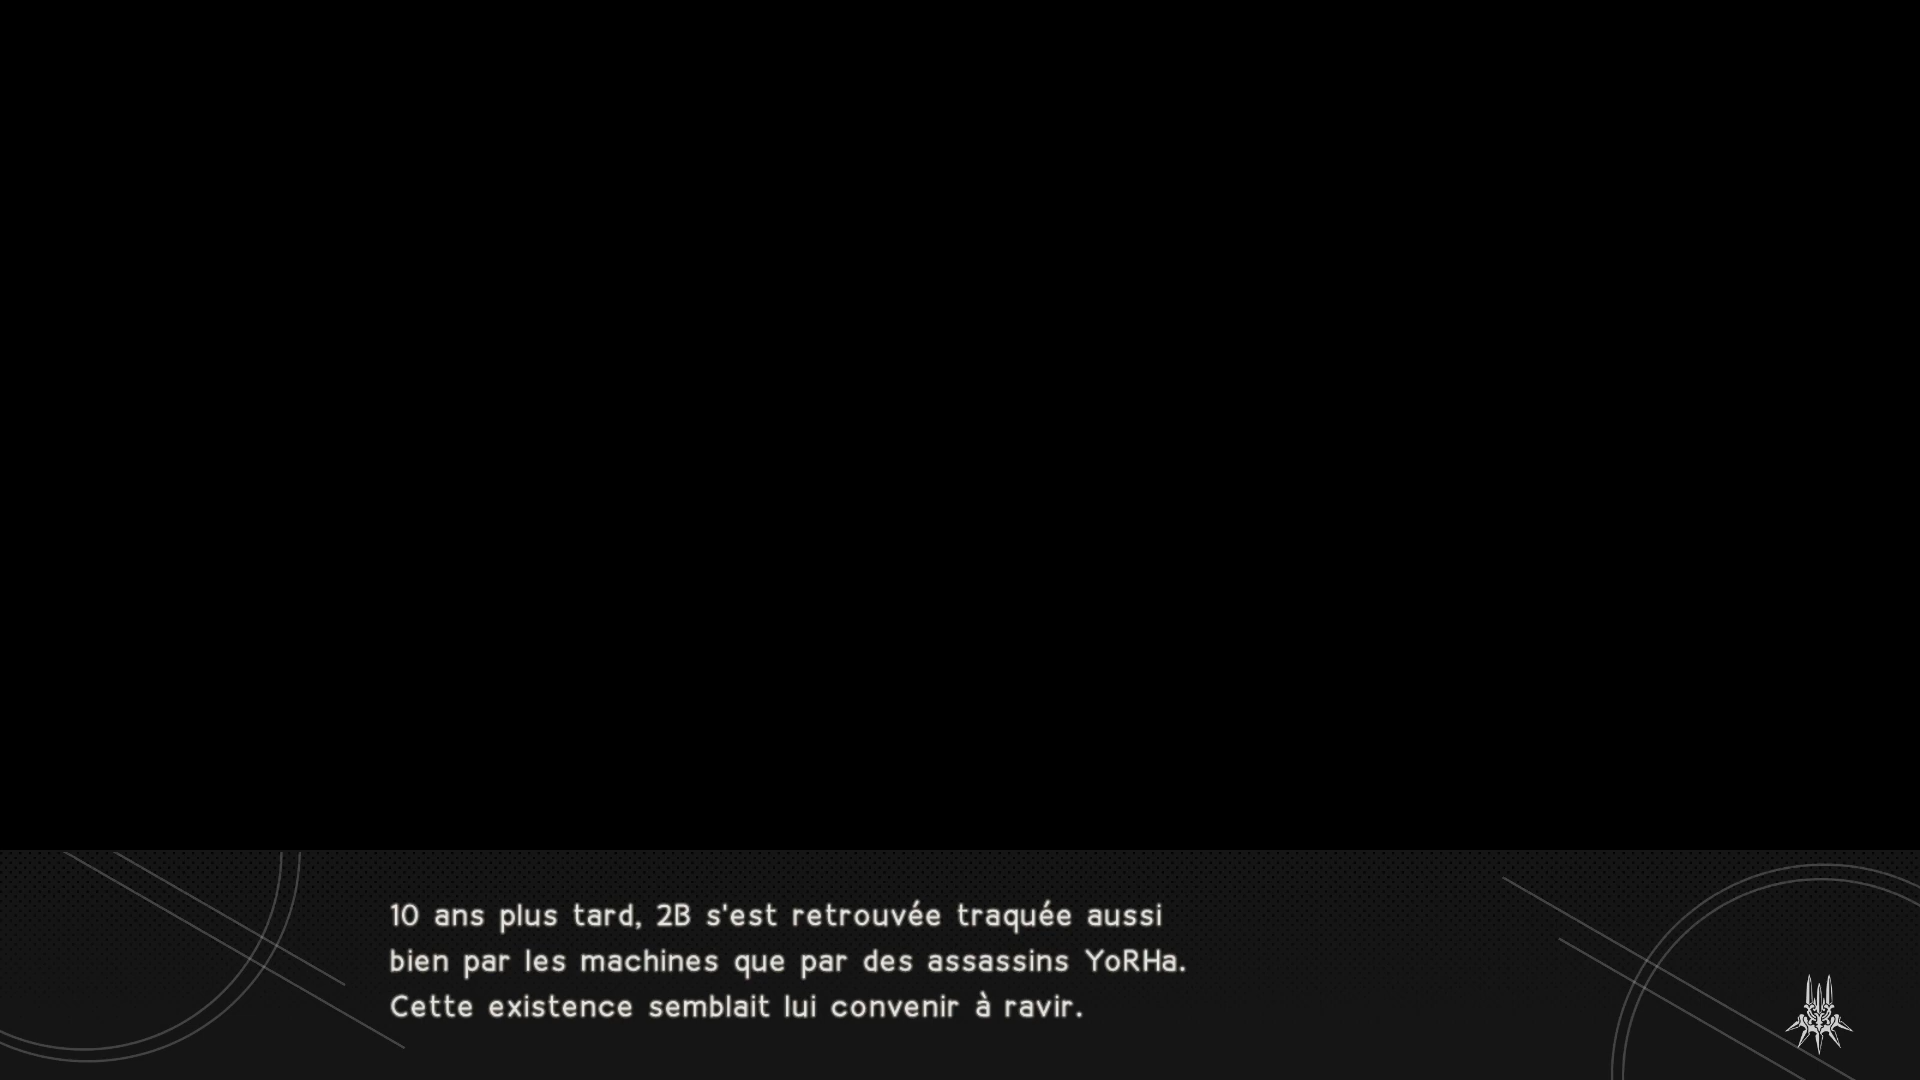 10 ans plus tard, 2B s'est retrouvée traquée aussi
bien par les machines que par des assassins YoRHa.
Cette existence semblait lui convenir à ravir.